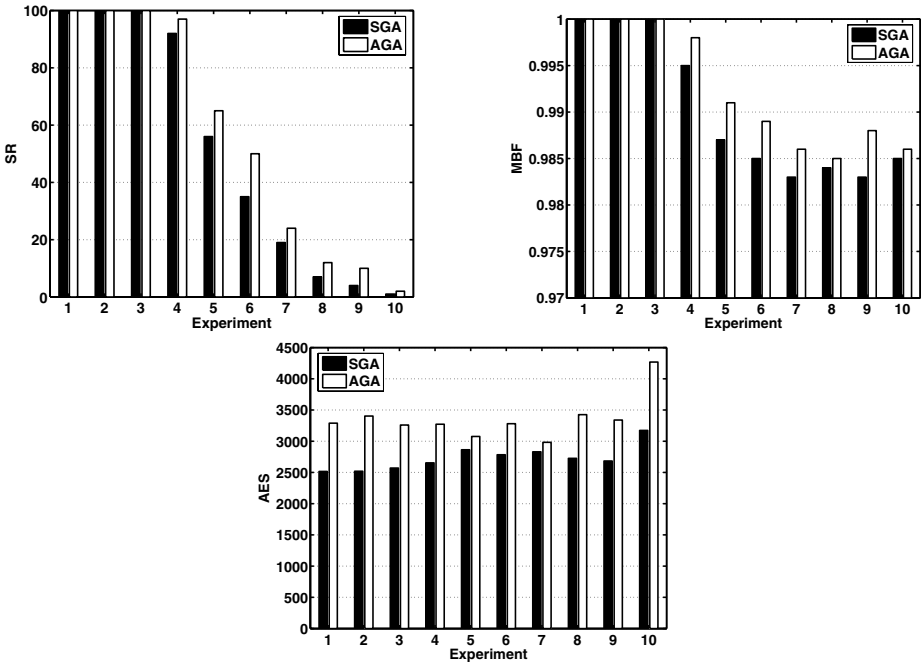 100
80
60
40
20
0
SR
SGA
AGA
1 2 3 4 5 6 7 8 9 10
Experiment
1
0.995
0.99
0.985
0.98
0.975
0.97
MBF
SGA
AGA
1 2 3 4 5 6 7 8 9 10
Experiment
4500
4000
3500
3000
2500
2000
1500
1000
500
0
AES
SGA
AGA
1 2 3 4 5 6 7 8 9 10
Experiment